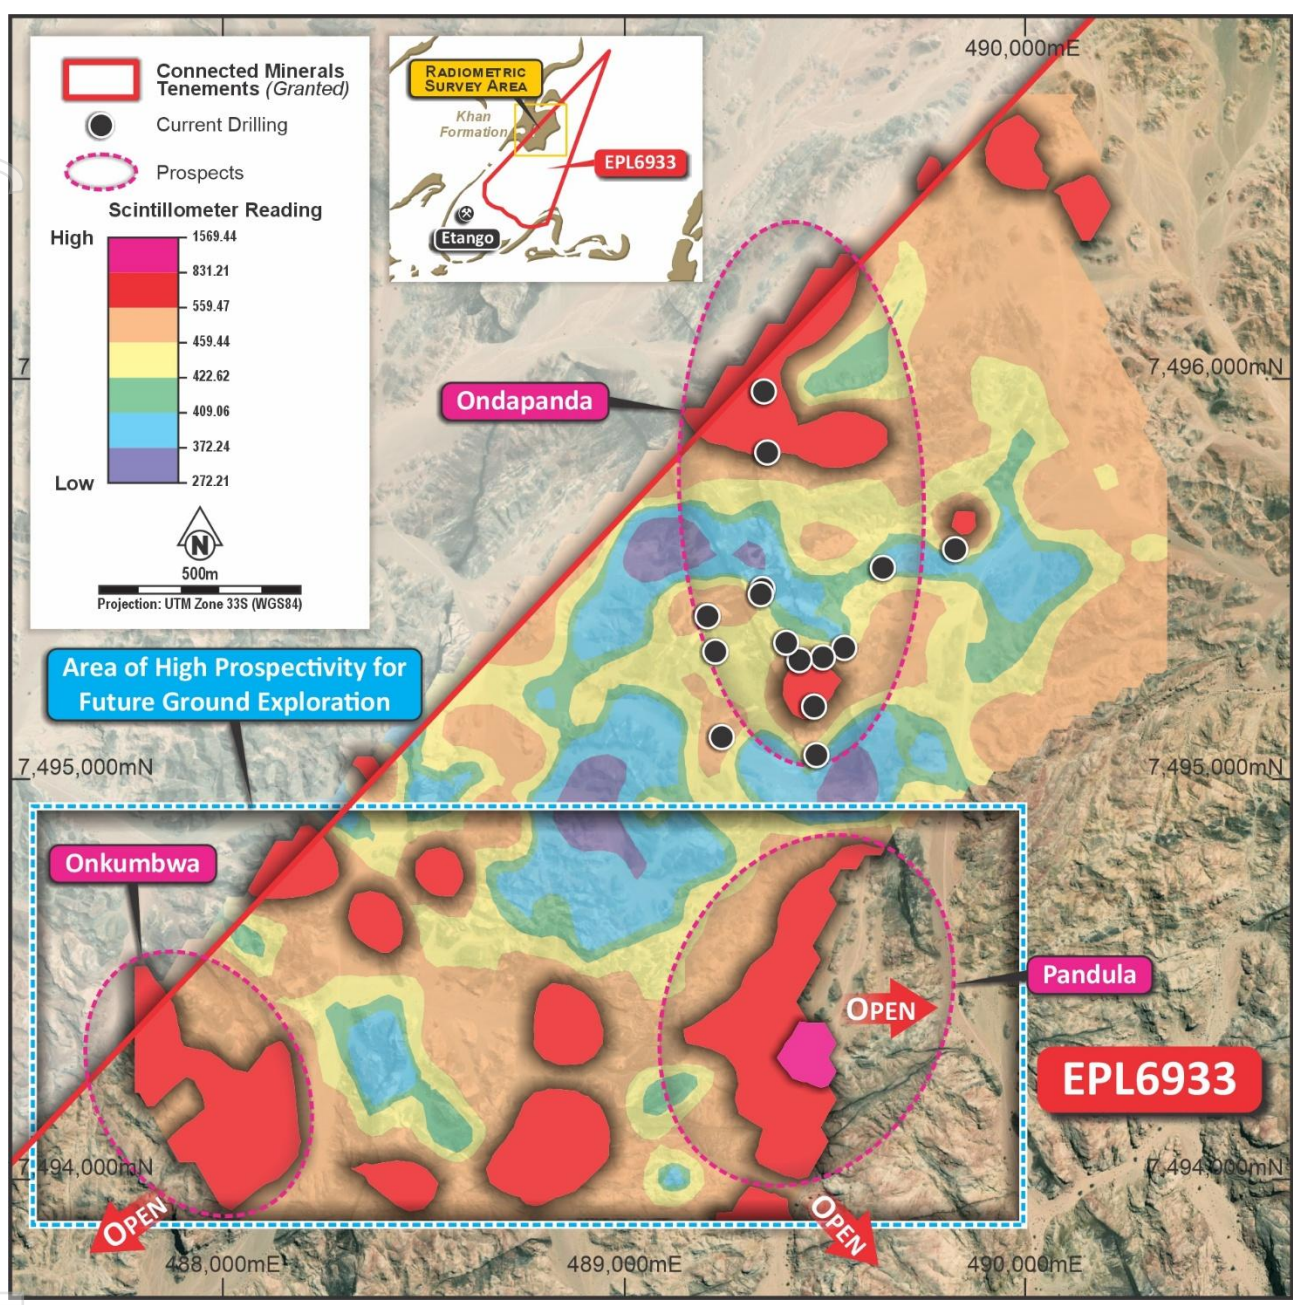 Connected Minerals
Tenements (Granted)
Current Drilling
Prospects
Scintillometer Reading
High
1569.44
831.21
559.47
459.44
422.62
409.06
372.24
272.21
Low
N
500m
Projection: UTM Zone 33S (WGS84)
RADIOMETRIC
SURVEY AREA
Khan
Formation
EPL6933
Etango
490,000mE
7
7,496,000mN
Ondapanda
Area of High Prospectivity for
Future Ground Exploration
7,495,000mN
7,495,000mN
Onkumbwa
Pandula
OPEN
EPL6933
7,494,000mN
7,494,000mN
OPEN
OPEN
488,000mE
489,000mE
490,000mE